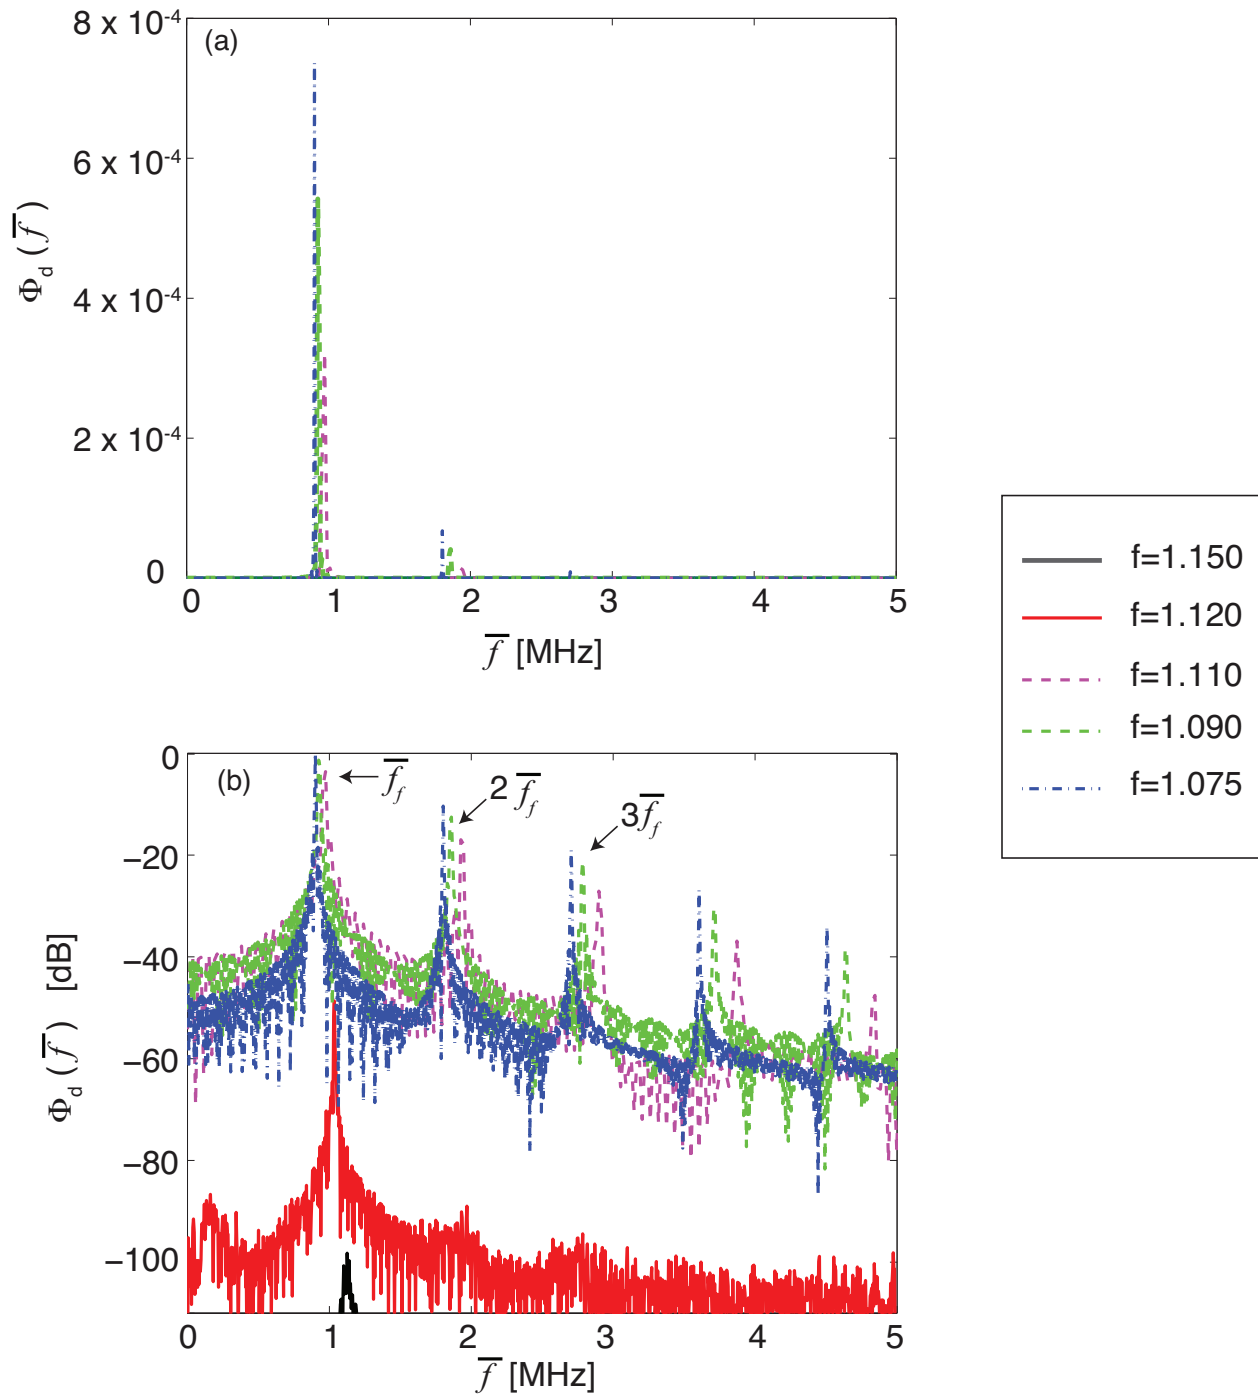 (a)
8 x 10-4
6 x 10-4
4 x 10-4
2 x 10-4
0
Φd (f̅)
0 1 2 3 4 5
f̅ [MHz]
f=1.150
f=1.120
f=1.110
f=1.090
f=1.075
(b)
f̅f
2 f̅f
3f̅f
0
−20
−40
−60
−80
−100
Φd (f̅) [dB]
0 1 2 3 4 5
f̅ [MHz]